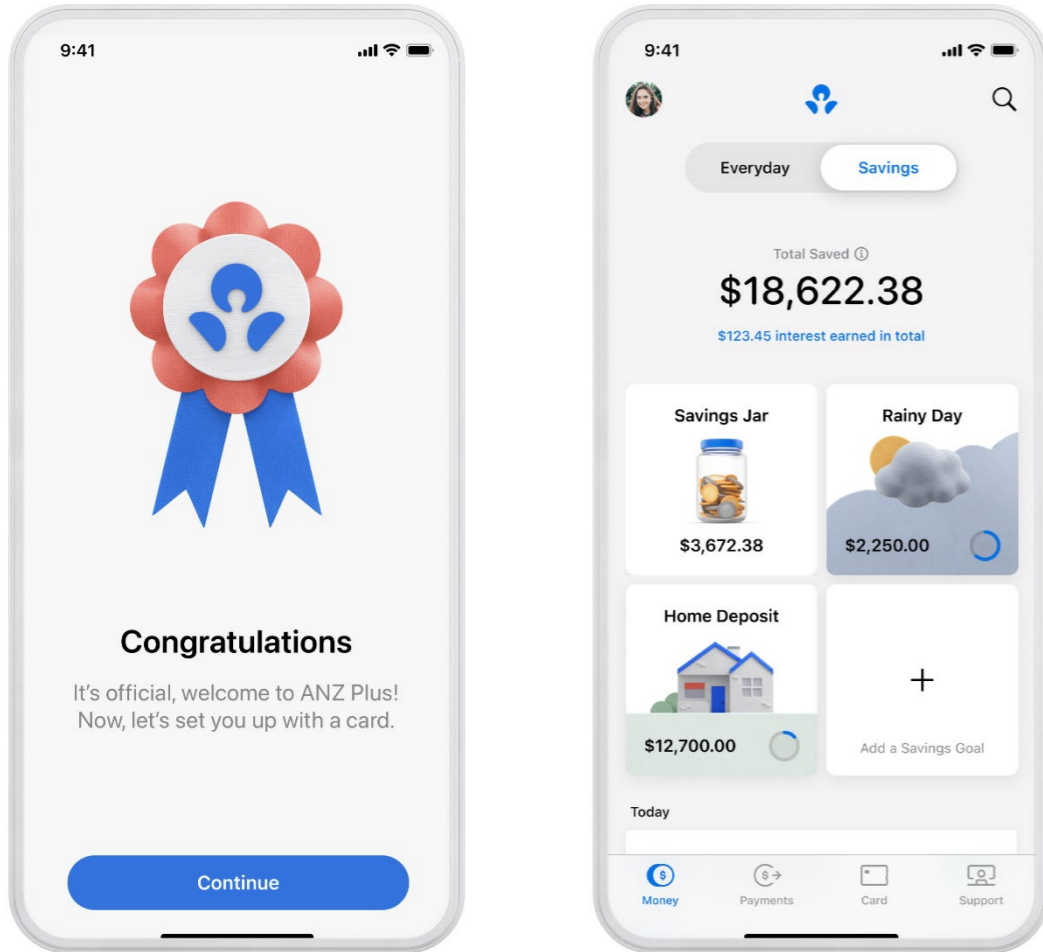 9:41
Congratulations
It's official, welcome to ANZ Plus!
Now, let's set you up with a card.
Continue
9:41
Everyday
Savings
Total Saved
$18,622.38
$123.45 interest earned in total
Savings Jar
$3,672.38
Rainy Day
$2,250.00
Home Deposit
$12,700.00
Add a Savings Goal
Today
Money
Payments
Card
Support